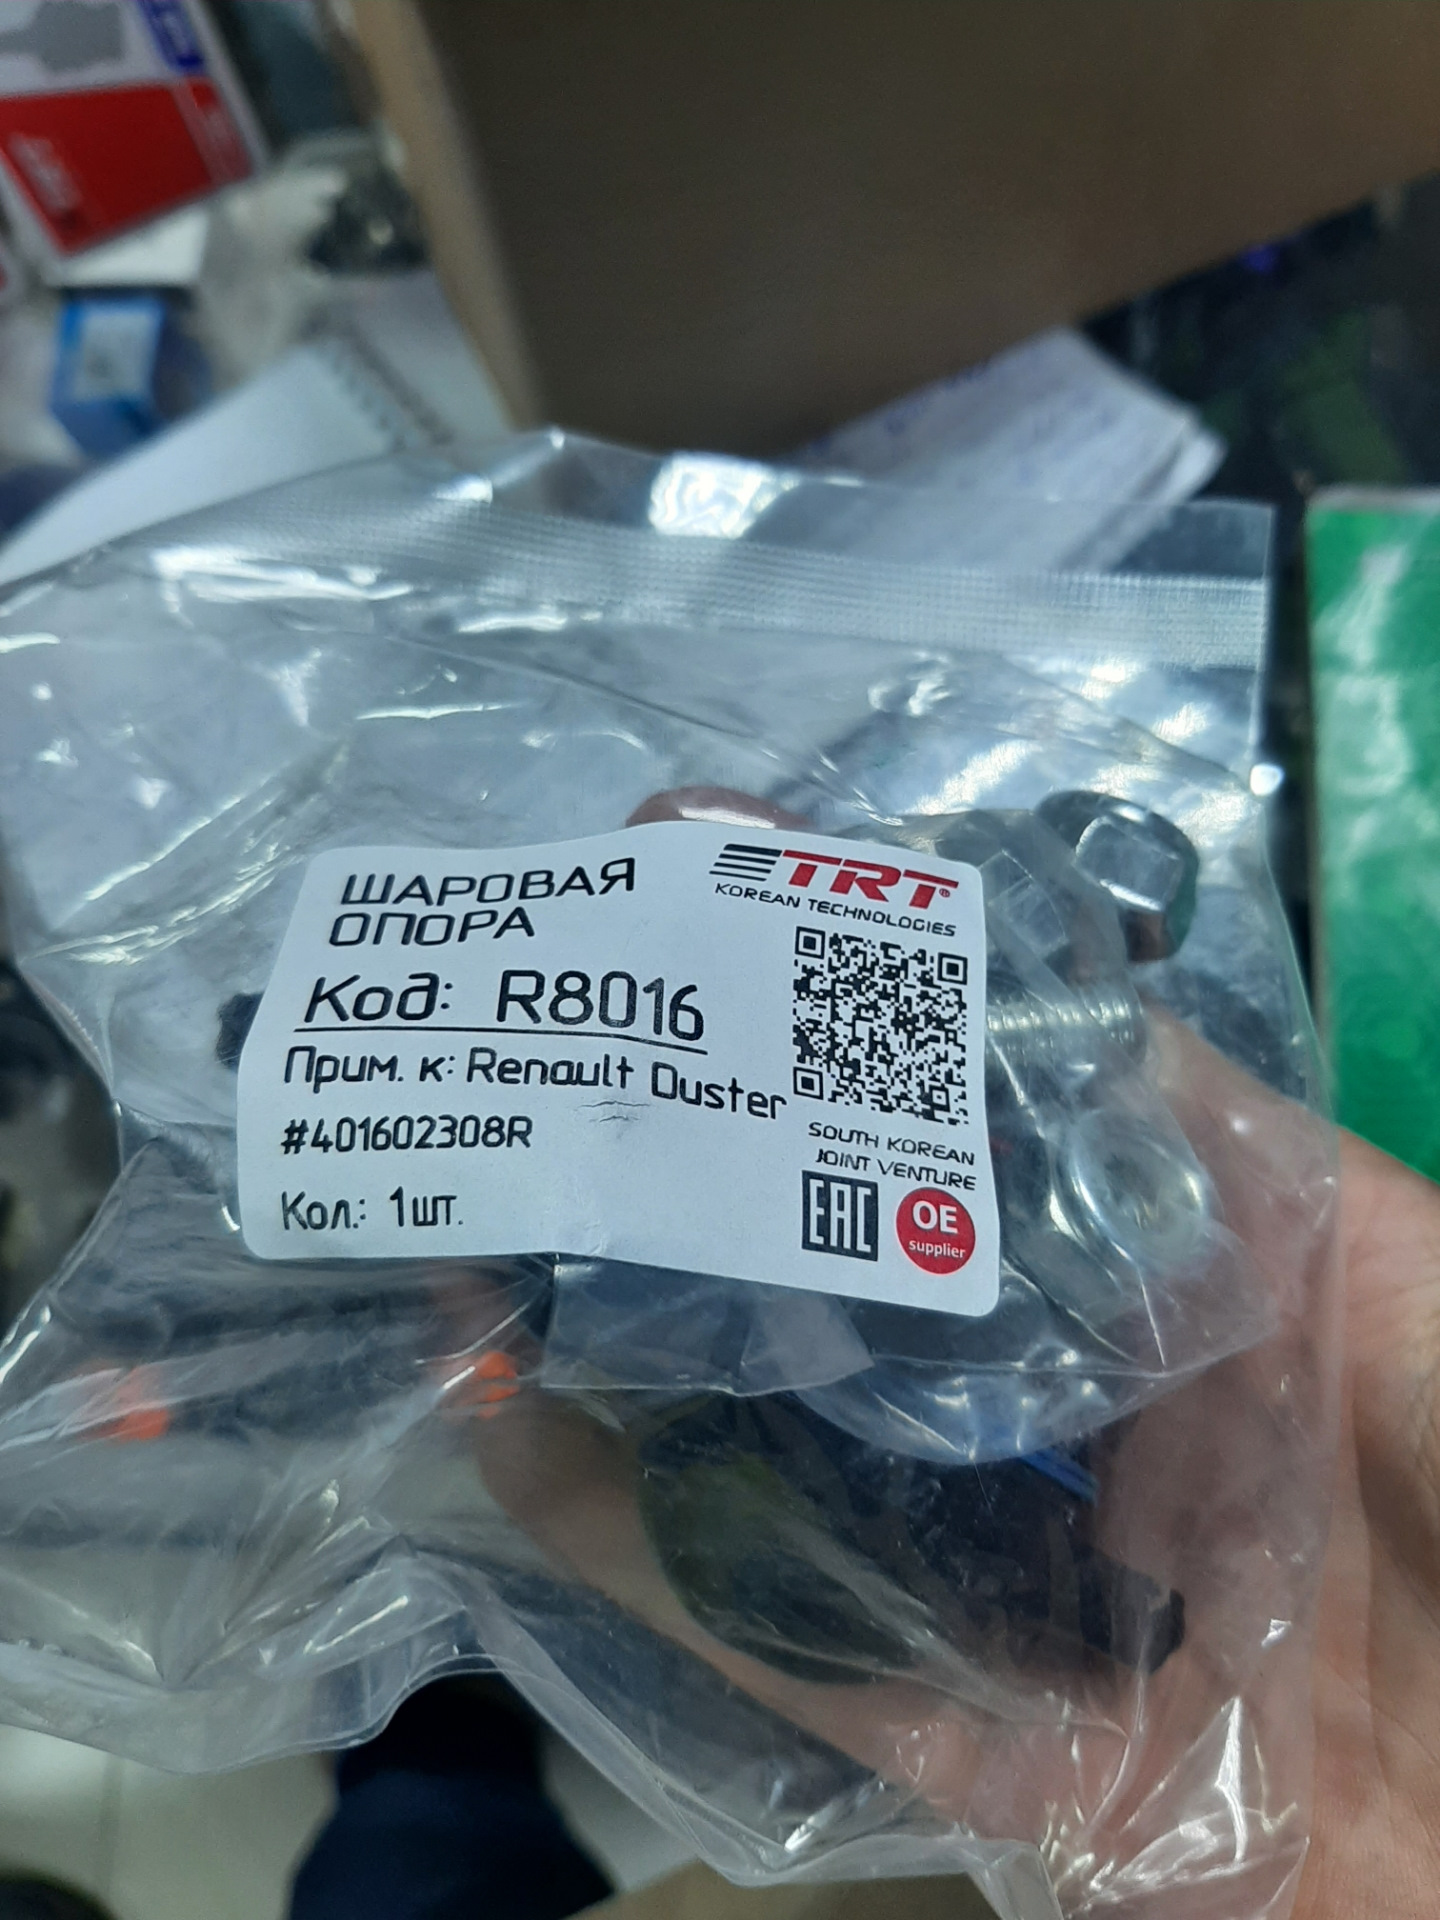 ШАРОВАЯ
ОПОРА
Код: R8016
Прим. к: Renault Duster
#401602308R
Кол.: 1шт.
TRT®
KOREAN TECHNOLOGIES
SOUTH KOREAN
JOINT VENTURE
EAC
OE
supplier